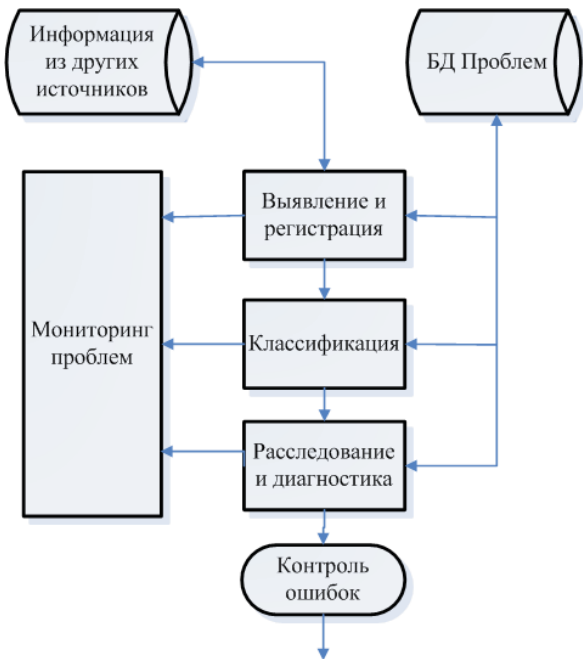 Информация
из других
источников
БД Проблем
Выявление и
регистрация
Мониторинг
проблем
Классификация
Расследование
и диагностика
Контроль
ошибок